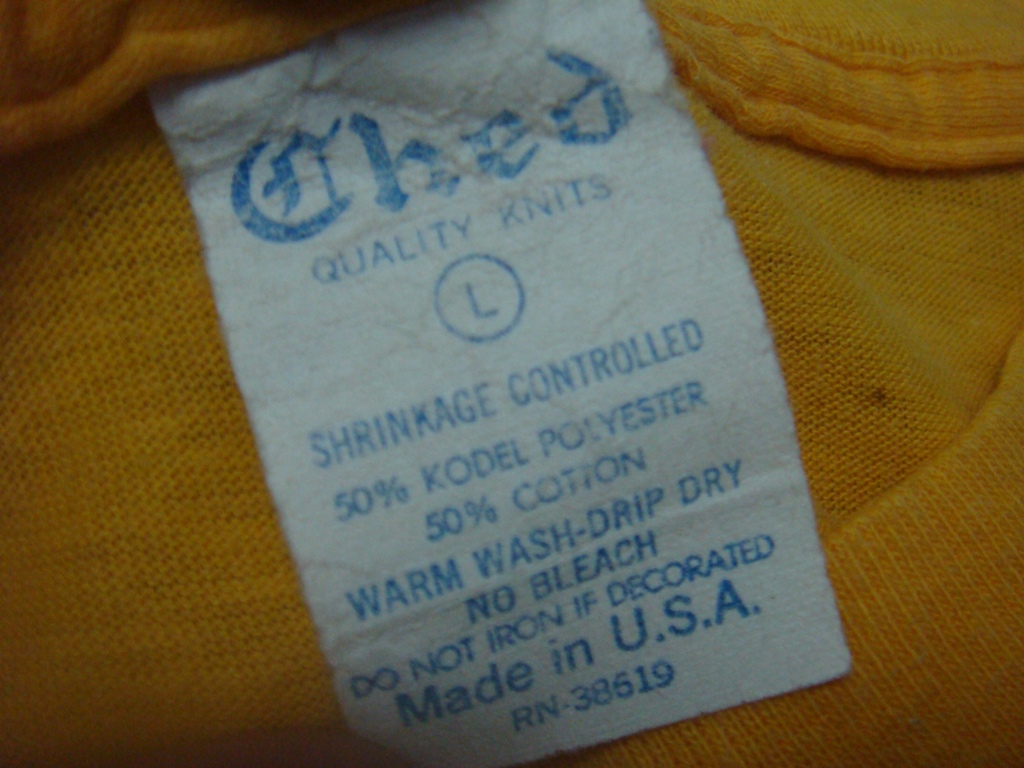 Ched
QUALITY KNITS
L
SHRINKAGE CONTROLLED
50% KODEL POLYESTER
50% COTTON
WARM WASH-DRIP DRY
NO BLEACH
DO NOT IRON IF DECORATED
Made in U.S.A.
RN-38619